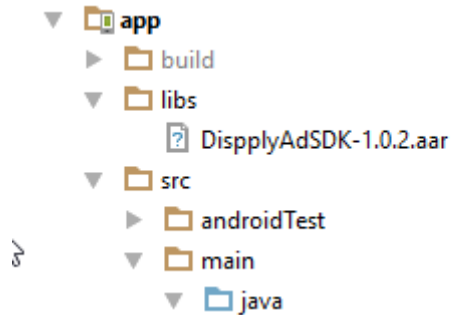 app
build
libs
DispplyAdSDK-1.0.2.aar
src
androidTest
main
java